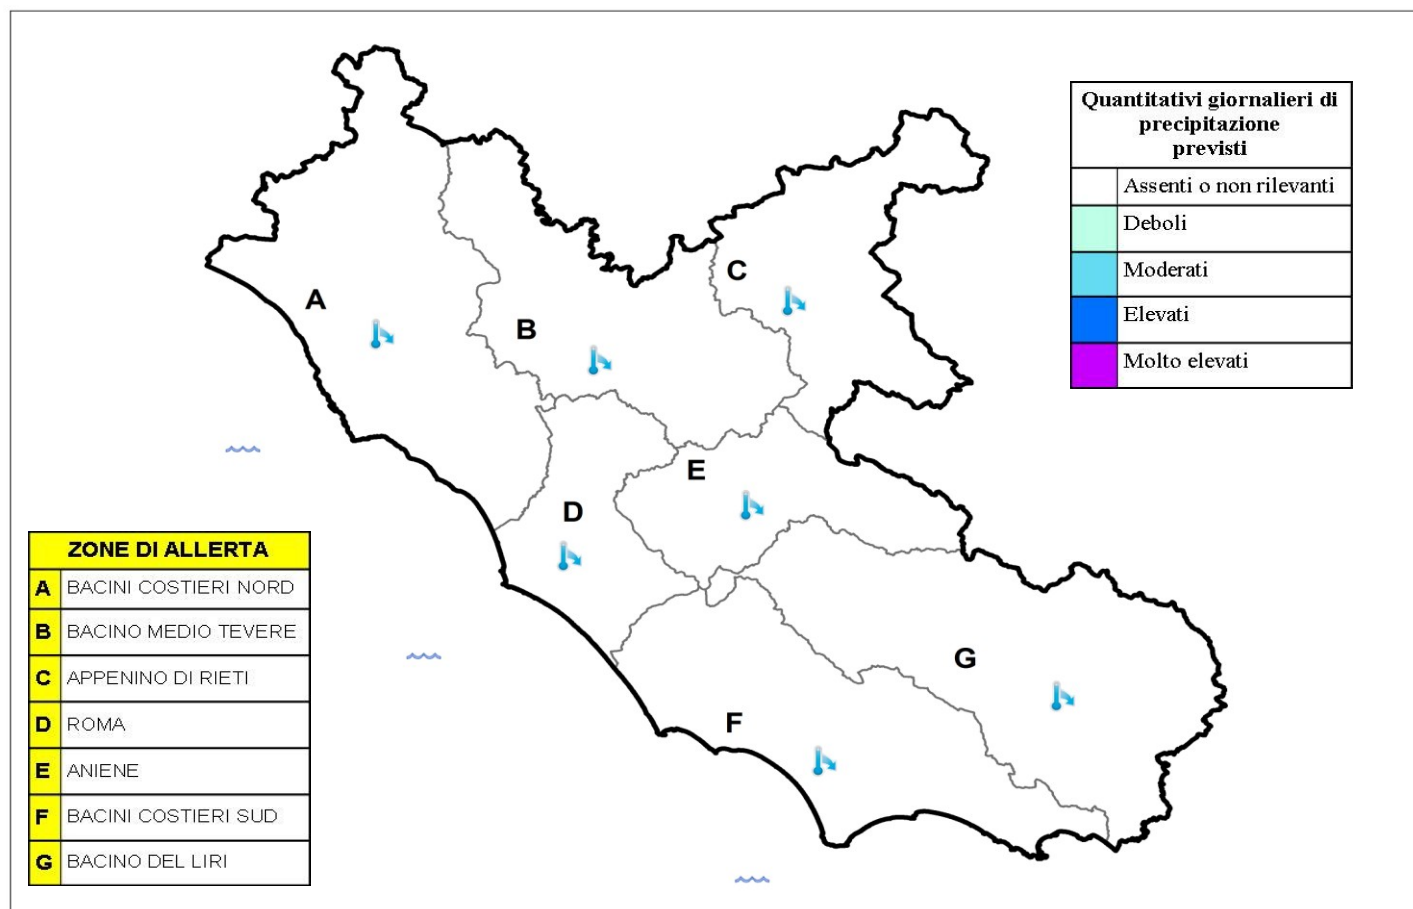 Quantitativi giornalieri di
precipitazione
previsti
Assenti o non rilevanti
Deboli
Moderati
Elevati
Molto elevati
C
A
B
E
D
G
F
ZONE DI ALLERTA
A BACINI COSTIERI NORD
B BACINO MEDIO TEVERE
C APPENINO DI RIETI
D ROMA
E ANIENE
F BACINI COSTIERI SUD
G BACINO DEL LIRI